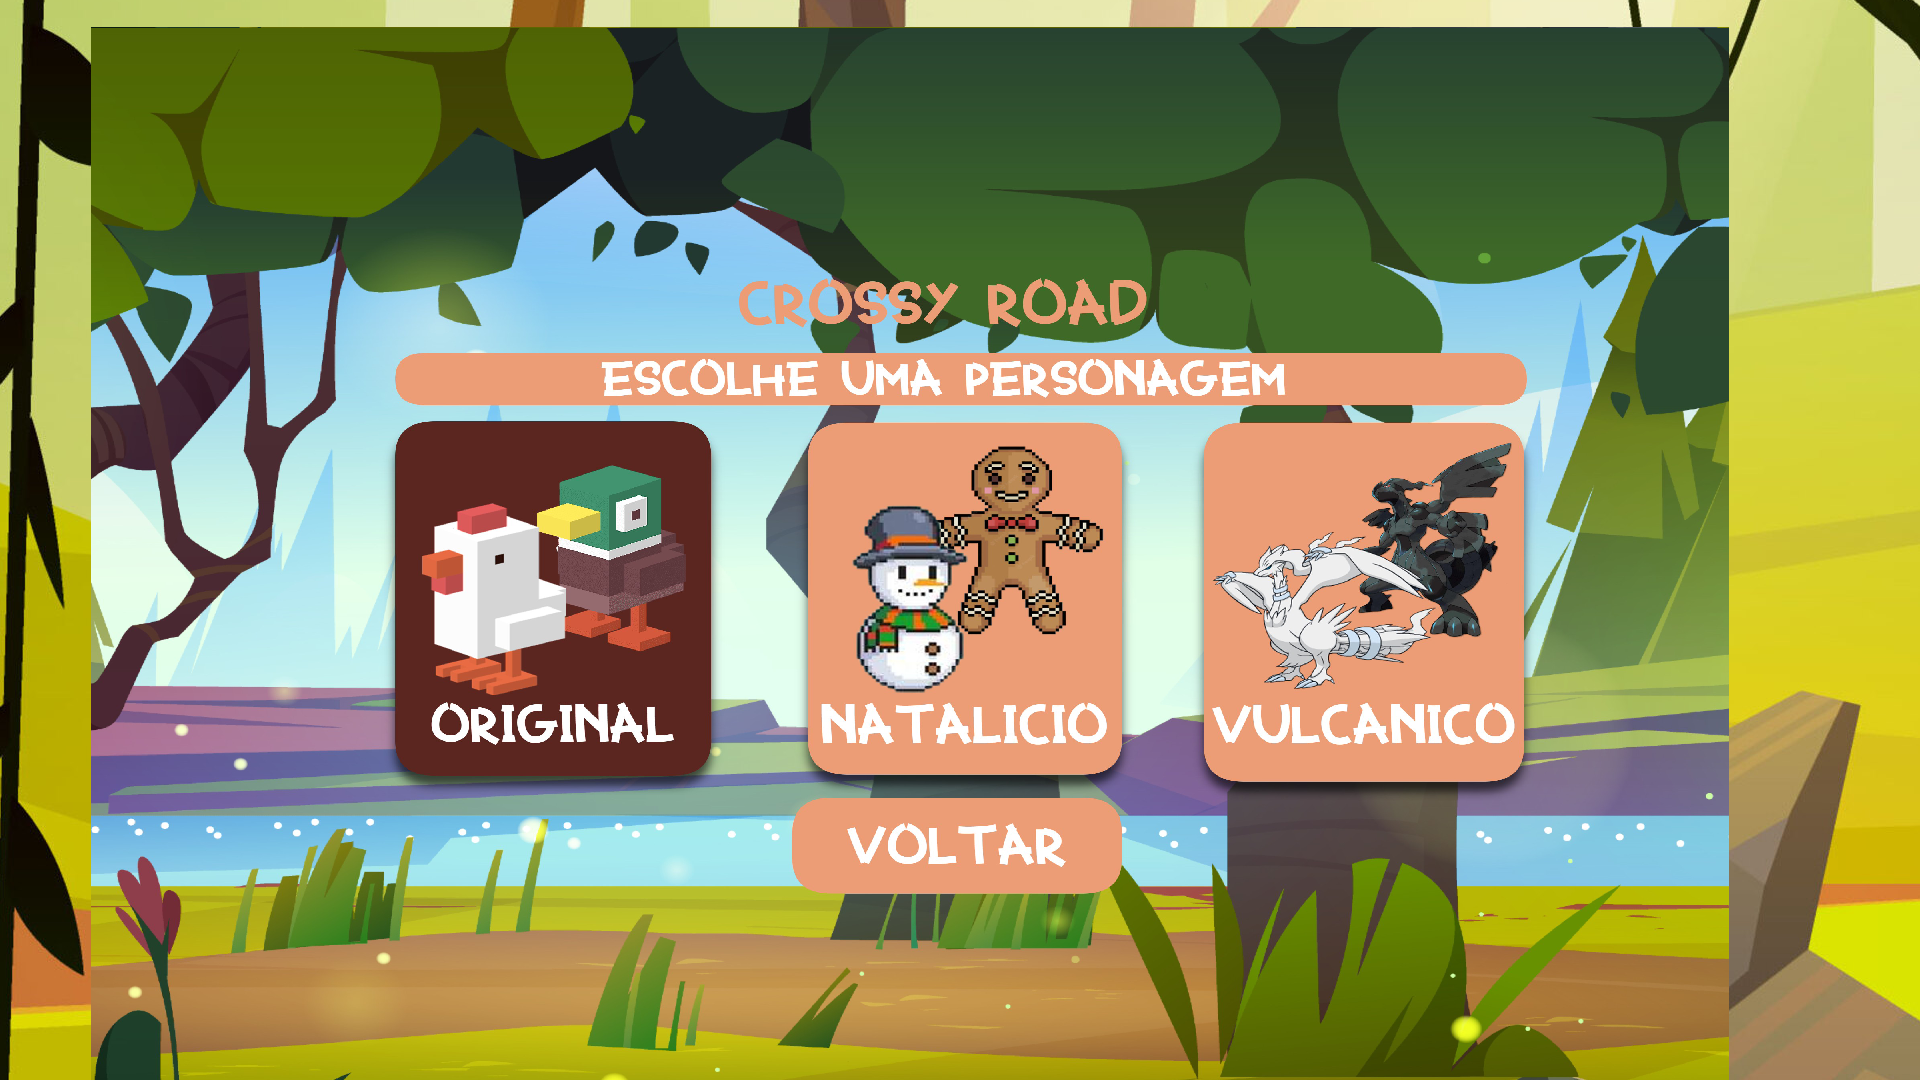 CROSSY ROAD
ESCOLHE UMA PERSONAGEM
ORIGINAL
NATALICIO
VULCANICO
VOLTAR